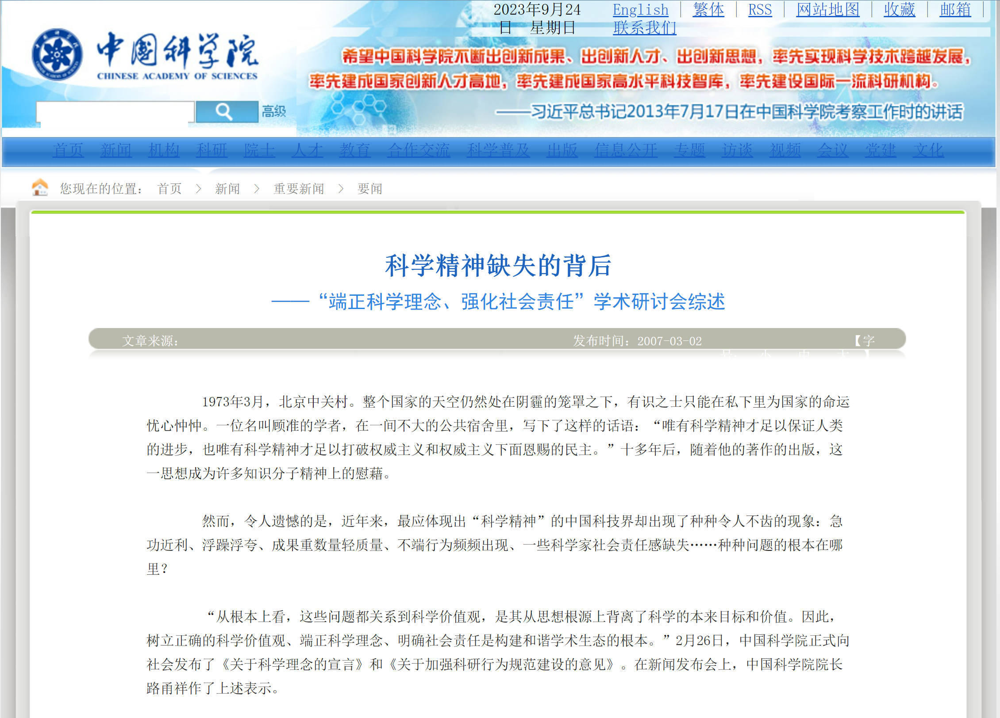 2023年9月24
日 星期日
English | 繁体 | RSS | 网站地图 | 收藏 | 邮箱 |
联系我们
中国科学院
CHINESE ACADEMY OF SCIENCES
希望中国科学院不断出创新成果、出创新人才、出创新思想，率先实现科学技术跨越发展，
率先建成国家创新人才高地，率先建成国家高水平科技智库，率先建设国际一流科研机构。
——习近平总书记2013年7月17日在中国科学院考察工作时的讲话
高级
首页 新闻 机构 科研 院士 人才 教育 合作交流 科学普及 出版 信息公开 专题 访谈 视频 会议 党建 文化
您现在的位置： 首页 > 新闻 > 重要新闻 > 要闻
科学精神缺失的背后
——“端正科学理念、强化社会责任”学术研讨会综述
文章来源： 发布时间：2007-03-02 【字
号： 小 中 大 】
1973年3月，北京中关村。整个国家的天空仍然处在阴霾的笼罩之下，有识之士只能在私下里为国家的命运
忧心忡忡。一位名叫顾准的学者，在一间不大的公共宿舍里，写下了这样的话语：“唯有科学精神才足以保证人类
的进步，也唯有科学精神才足以打破权威主义和权威主义下面恩赐的民主。”十多年后，随着他的著作的出版，这
一思想成为许多知识分子精神上的慰藉。
然而，令人遗憾的是，近年来，最应体现出“科学精神”的中国科技界却出现了种种令人不齿的现象：急
功近利、浮躁浮夸、成果重数量轻质量、不端行为频频出现、一些科学家社会责任感缺失……种种问题的根本在哪
里？
“从根本上看，这些问题都关系到科学价值观，是其从思想根源上背离了科学的本来目标和价值。因此，
树立正确的科学价值观、端正科学理念、明确社会责任是构建和谐学术生态的根本。”2月26日，中国科学院正式向
社会发布了《关于科学理念的宣言》和《关于加强科研行为规范建设的意见》。在新闻发布会上，中国科学院院长
路甬祥作了上述表示。